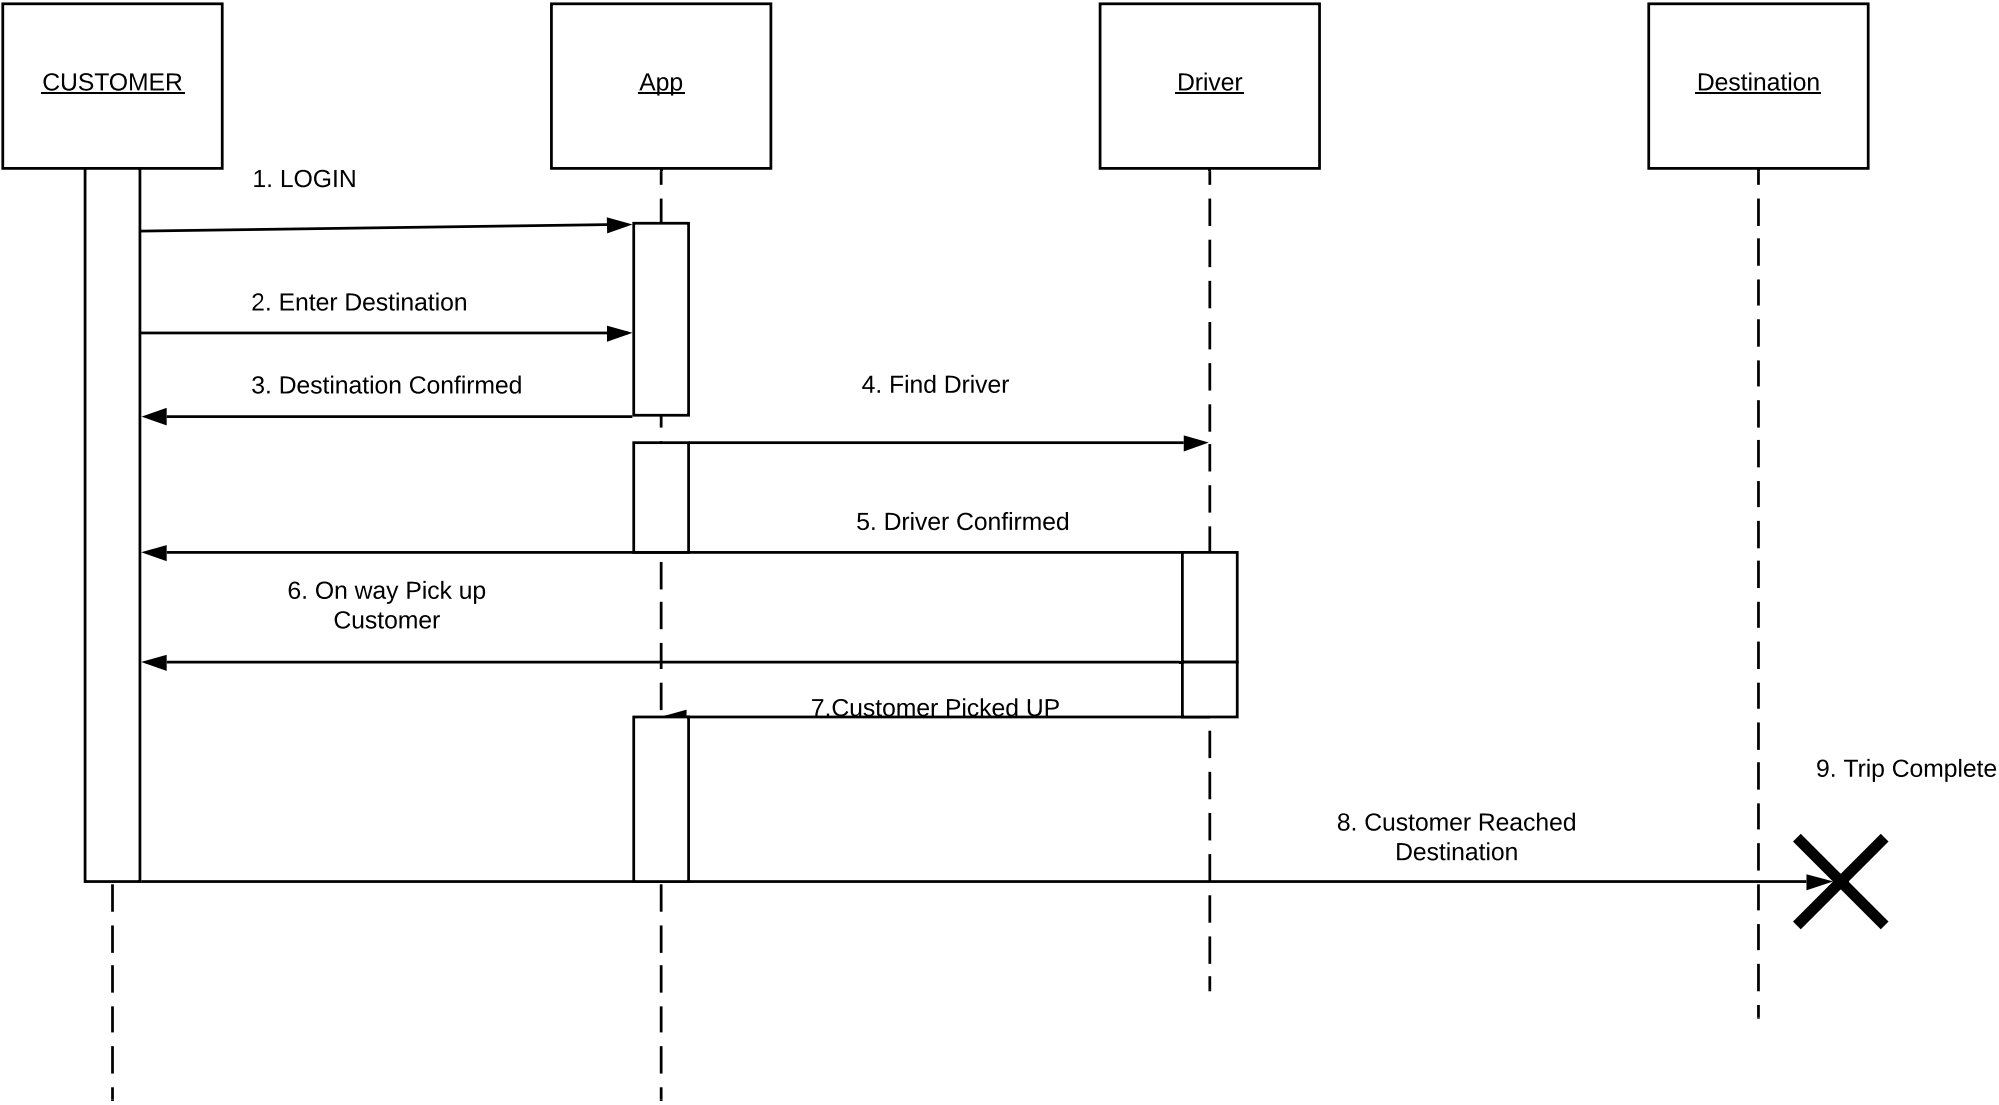 CUSTOMER
App
Driver
Destination
1. LOGIN
2. Enter Destination
3. Destination Confirmed
4. Find Driver
5. Driver Confirmed
6. On way Pick up
Customer
7.Customer Picked UP
9. Trip Complete
8. Customer Reached
Destination